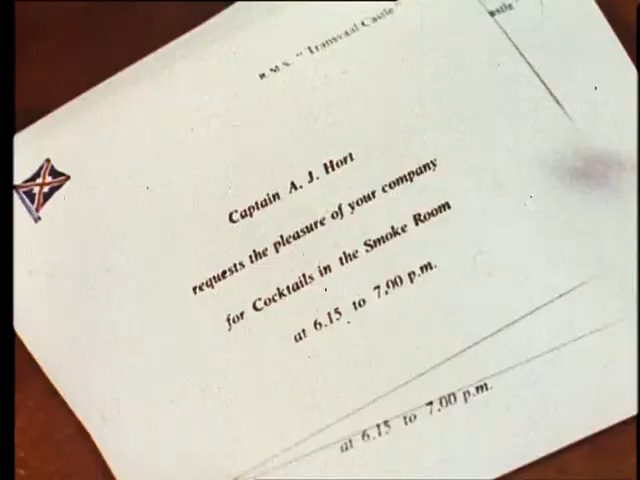 R.M.S. "Transvaal Castle"
Castle"
Captain A. J. Hort
requests the pleasure of your company
for Cocktails in the Smoke Room
at 6.15 to 7.00 p.m.
at 6.15 to 7.00 p.m.